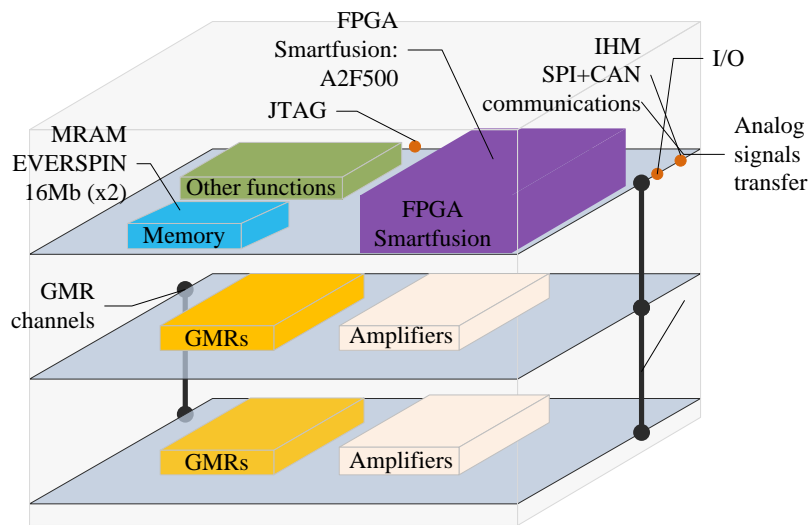 FPGA
Smartfusion:
A2F500
IHM
SPI+CAN
communications
I/O
JTAG
MRAM
EVERSPIN
16Mb (x2)
Analog
signals
transfer
Other functions
Memory
FPGA
Smartfusion
GMR
channels
GMRs
Amplifiers
GMRs
Amplifiers